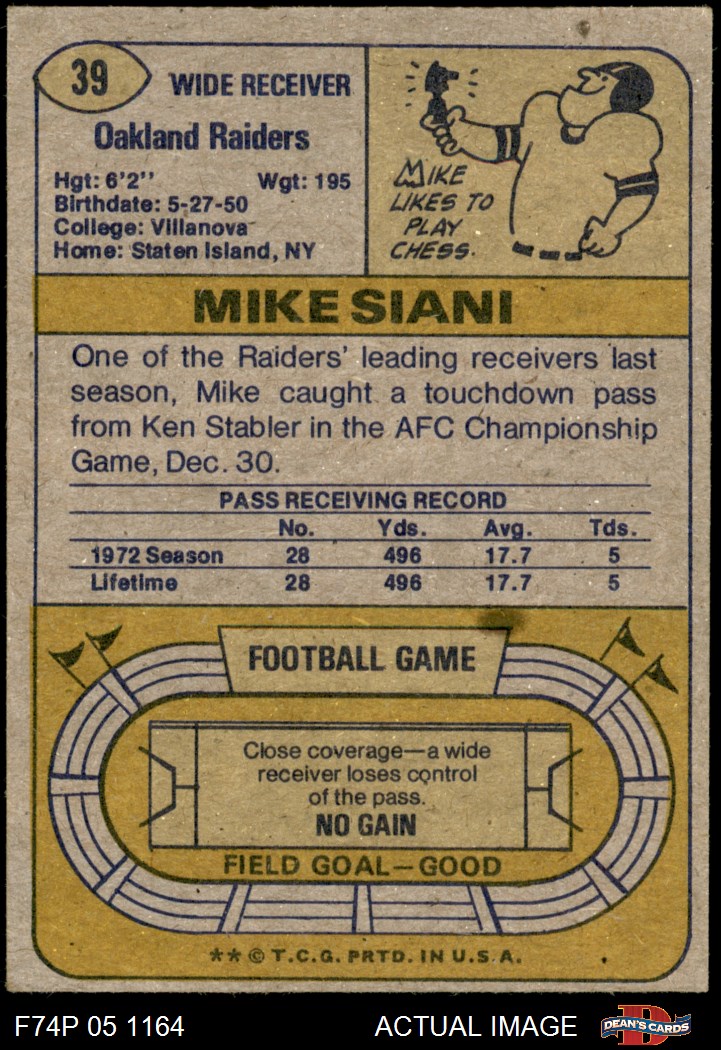 39
WIDE RECEIVER
Oakland Raiders
Hgt: 6'2'' Wgt: 195
Birthdate: 5-27-50
College: Villanova
Home: Staten Island, NY
MIKE
LIKES TO
PLAY
CHESS.
MIKE SIANI
One of the Raiders' leading receivers last
season, Mike caught a touchdown pass
from Ken Stabler in the AFC Championship
Game, Dec. 30.
PASS RECEIVING RECORD
No. Yds. Avg. Tds.
1972 Season 28 496 17.7 5
Lifetime 28 496 17.7 5
FOOTBALL GAME
Close coverage—a wide
receiver loses control
of the pass.
NO GAIN
FIELD GOAL—GOOD
** © T.C.G. PRTD. IN U.S.A.
F74P 05 1164 ACTUAL IMAGE
D
DEAN'S CARDS